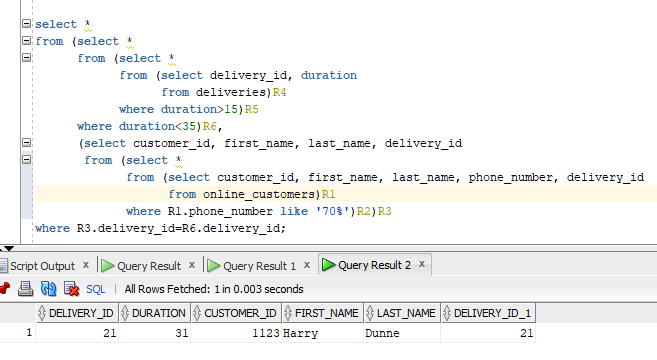 select *
from (select *
from (select *
from (select delivery_id, duration
from deliveries)R4
where duration>15)R5
where duration<35)R6,
(select customer_id, first_name, last_name, delivery_id
from (select *
from (select customer_id, first_name, last_name, phone_number, delivery_id
from online_customers)R1
where R1.phone_number like '70%')R2)R3
where R3.delivery_id=R6.delivery_id;
Script Output x Query Result x Query Result 1 x Query Result 2 x
SQL | All Rows Fetched: 1 in 0.003 seconds
DELIVERY_ID DURATION CUSTOMER_ID FIRST_NAME LAST_NAME DELIVERY_ID_1
1 21 31 1123 Harry Dunne 21